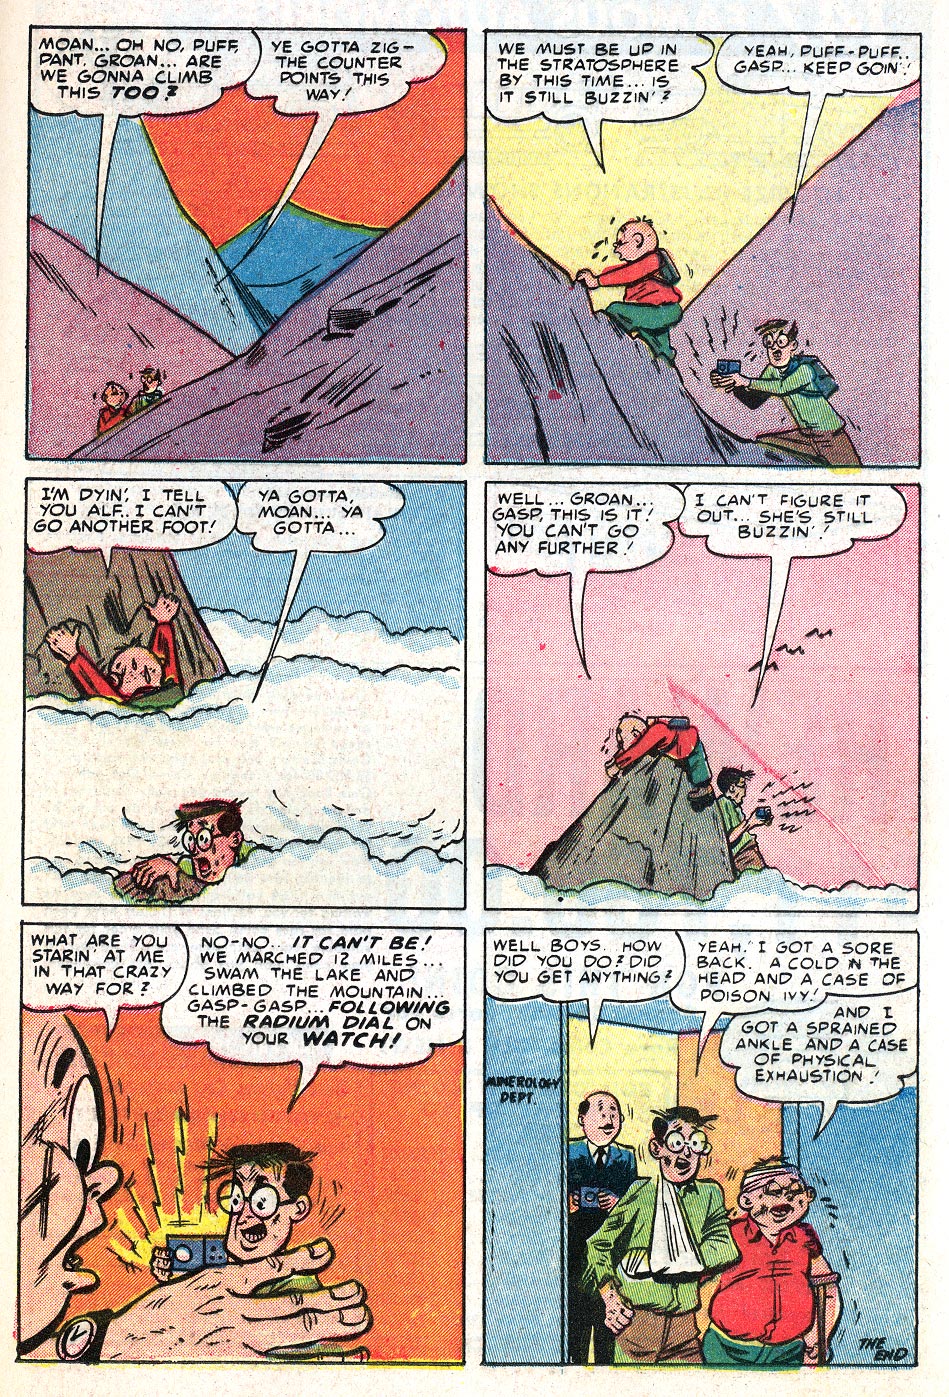 MOAN... OH NO, PUFF,
PANT, GROAN... ARE
WE GONNA CLIMB
THIS TOO?
YE GOTTA ZIG—
THE COUNTER
POINTS THIS
WAY!
WE MUST BE UP IN
THE STRATOSPHERE
BY THIS TIME... IS
IT STILL BUZZIN'?
YEAH, PUFF-PUFF..
GASP... KEEP GOIN'!
I'M DYIN', I TELL
YOU ALF.. I CAN'T
GO ANOTHER FOOT!
YA GOTTA,
MOAN... YA
GOTTA...
WELL... GROAN...
GASP, THIS IS IT!
YOU CAN'T GO
ANY FURTHER!
I CAN'T FIGURE IT
OUT... SHE'S STILL
BUZZIN'!
WHAT ARE YOU
STARIN' AT ME
IN THAT CRAZY
WAY FOR?
NO-NO.. IT CAN'T BE!
WE MARCHED 12 MILES...
SWAM THE LAKE AND
CLIMBED THE MOUNTAIN...
GASP-GASP... FOLLOWING
THE RADIUM DIAL ON
YOUR WATCH!
WELL BOYS. HOW
DID YOU DO? DID
YOU GET ANYTHING?
YEAH! I GOT A SORE
BACK. A COLD IN THE
HEAD AND A CASE OF
POISON IVY!
AND I
GOT A SPRAINED
ANKLE AND A CASE
OF PHYSICAL
EXHAUSTION!
MINEROLOGY
DEPT.
THE
END